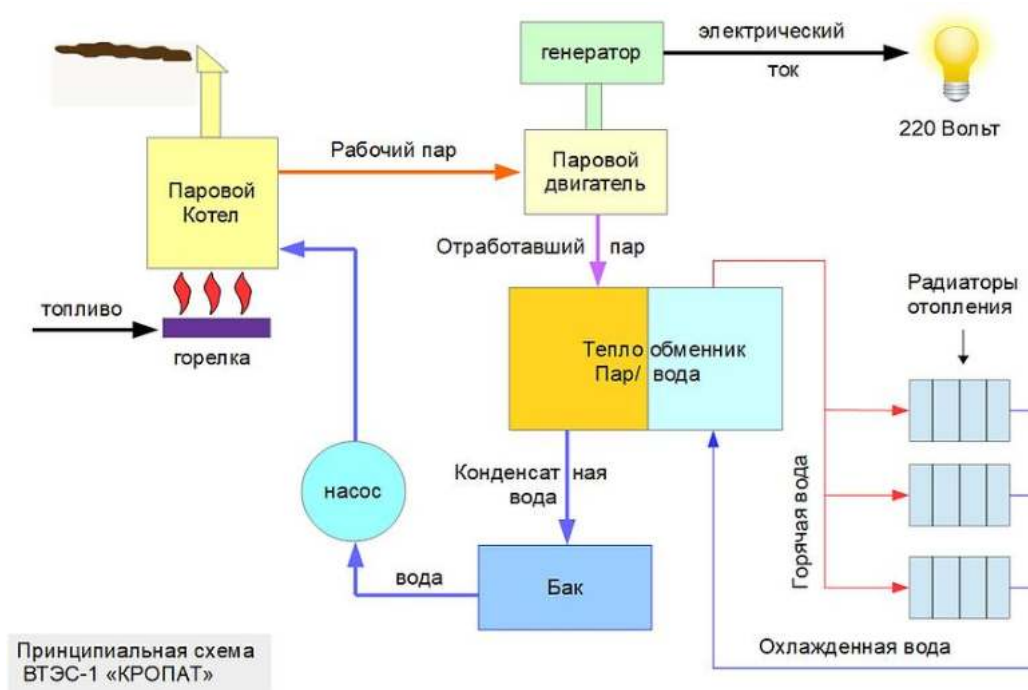 генератор
электрический
ток
220 Вольт
Рабочий пар
Паровой
Котел
Паровой
двигатель
Отработавший пар
топливо
горелка
Тепло обменник
Пар/ вода
Радиаторы
отопления
насос
Конденсат ная
вода
Горячая вода
вода
Бак
Охлажденная вода
Принципиальная схема
ВТЭС-1 «КРОПАТ»